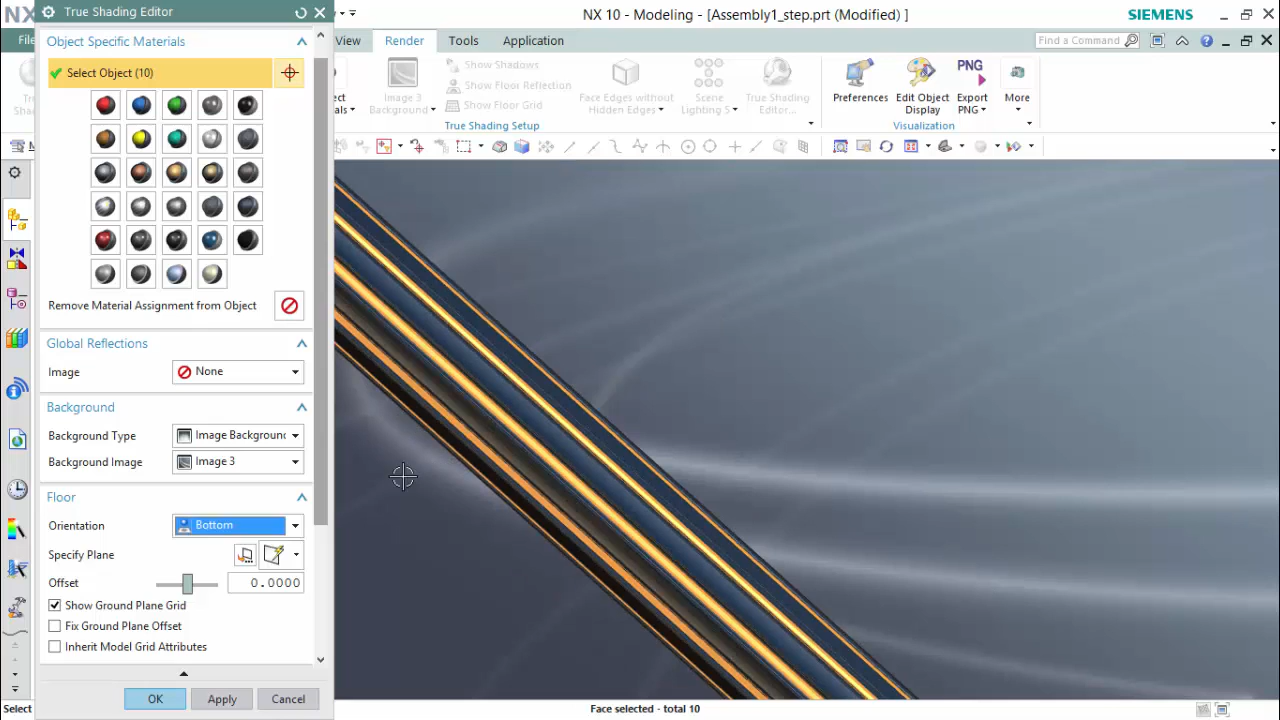 NX
True Shading Editor
NX 10 - Modeling - [Assembly1_step.prt (Modified) ]
SIEMENS
View
Render
Tools
Application
Find a Command
Object Specific Materials
Select Object (10)
Show Shadows
Show Floor Reflection
Show Floor Grid
Image 3
Background
Face Edges without
Hidden Edges
Scene
Lighting 5
True Shading
Editor...
Preferences
Edit Object
Display
PNG
Export
PNG
More
True Shading Setup
Visualization
Remove Material Assignment from Object
Global Reflections
Image
None
Background
Background Type
Image Background
Background Image
Image 3
Floor
Orientation
Bottom
Specify Plane
Offset
0.0000
Show Ground Plane Grid
Fix Ground Plane Offset
Inherit Model Grid Attributes
OK
Apply
Cancel
Select
Face selected - total 10